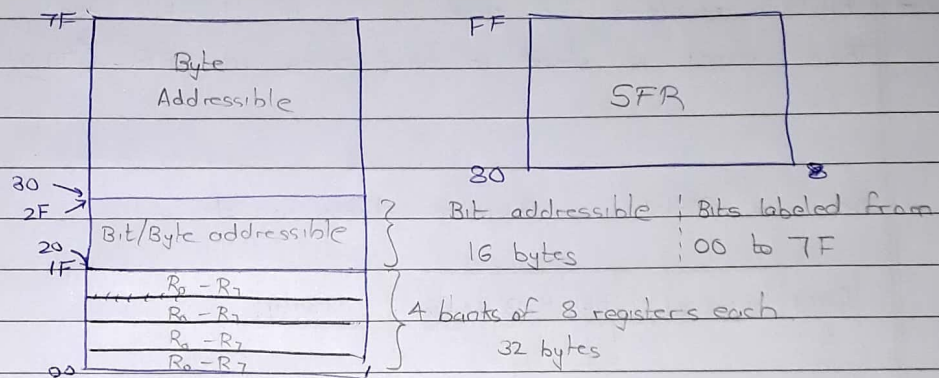 7F
Byte
Addressible
FF
SFR
80
30
2F
Bit/Byte addressible
20
1F
Bit addressible
16 bytes
Bits labeled from
00 to 7F
R0 - R7
R0 - R7
R0 - R7
R0 - R7
00
4 banks of 8 registers each
32 bytes